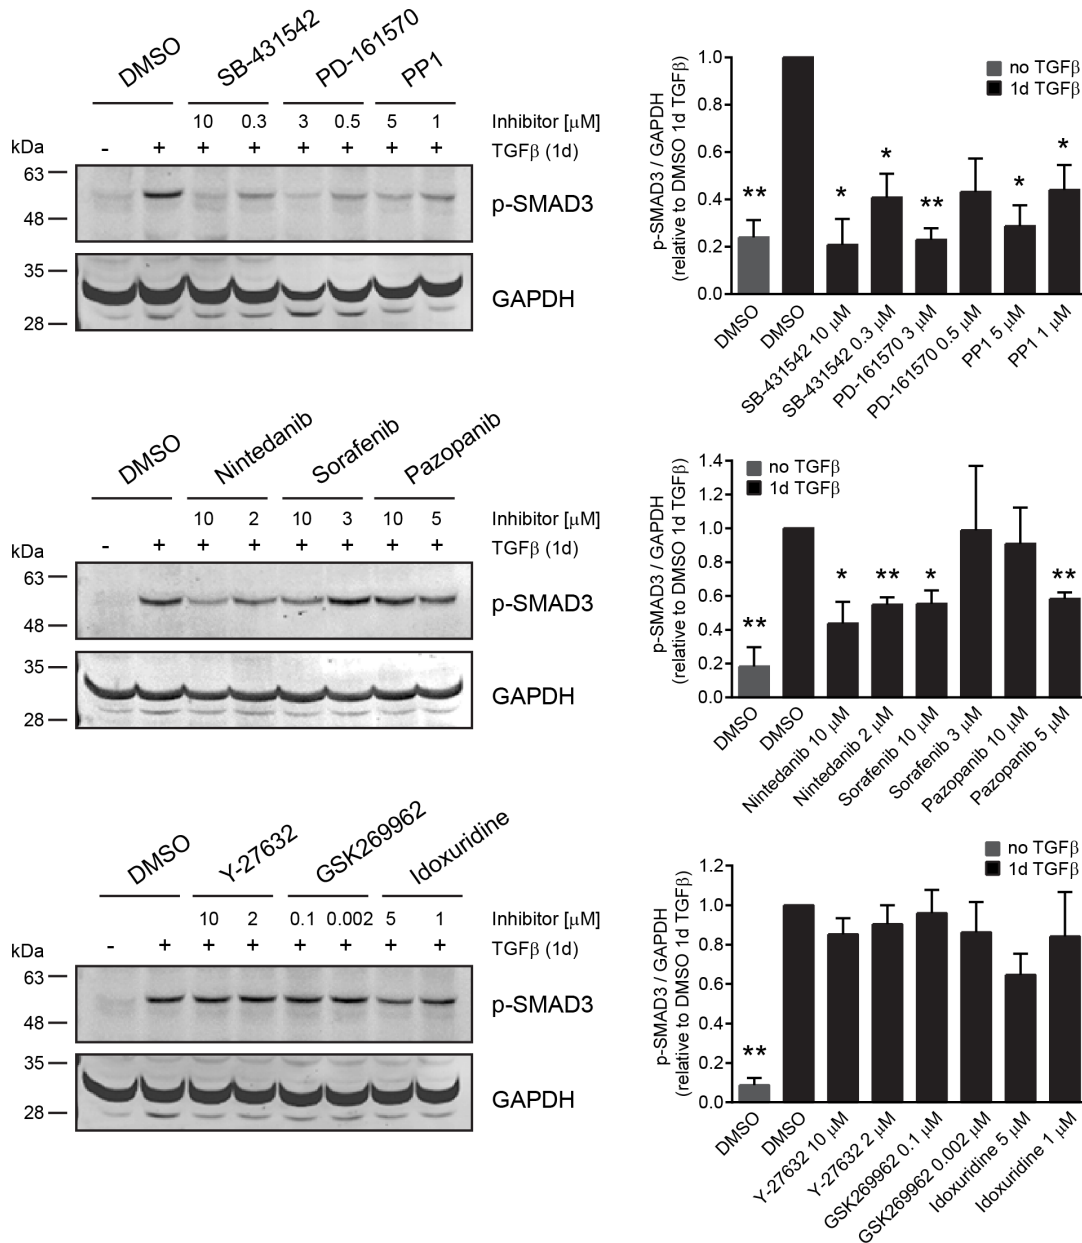 DMSO SB-431542 PD-161570 PP1
10 0.3 3 0.5 5 1 Inhibitor [μM]
kDa - + + + + + + + TGFβ (1d)
63
p-SMAD3
48
35
GAPDH
28
p-SMAD3 / GAPDH
(relative to DMSO 1d TGFβ)
1.0
0.8
0.6
0.4
0.2
0.0
no TGFβ
1d TGFβ
** * * ** * *
DMSO
DMSO
SB-431542 10 μM
SB-431542 0.3 μM
PD-161570 3 μM
PD-161570 0.5 μM
PP1 5 μM
PP1 1 μM
DMSO Nintedanib Sorafenib Pazopanib
10 2 10 3 10 5 Inhibitor [μM]
kDa - + + + + + + + TGFβ (1d)
63
p-SMAD3
48
35
GAPDH
28
p-SMAD3 / GAPDH
(relative to DMSO 1d TGFβ)
1.4
1.2
1.0
0.8
0.6
0.4
0.2
0.0
no TGFβ
1d TGFβ
** * ** * **
DMSO
DMSO
Nintedanib 10 μM
Nintedanib 2 μM
Sorafenib 10 μM
Sorafenib 3 μM
Pazopanib 10 μM
Pazopanib 5 μM
DMSO Y-27632 GSK269962 Idoxuridine
10 2 0.1 0.002 5 1 Inhibitor [μM]
kDa - + + + + + + + TGFβ (1d)
63
p-SMAD3
48
35
GAPDH
28
p-SMAD3 / GAPDH
(relative to DMSO 1d TGFβ)
1.2
1.0
0.8
0.6
0.4
0.2
0.0
no TGFβ
1d TGFβ
**
DMSO
DMSO
Y-27632 10 μM
Y-27632 2 μM
GSK269962 0.1 μM
GSK269962 0.002 μM
Idoxuridine 5 μM
Idoxuridine 1 μM